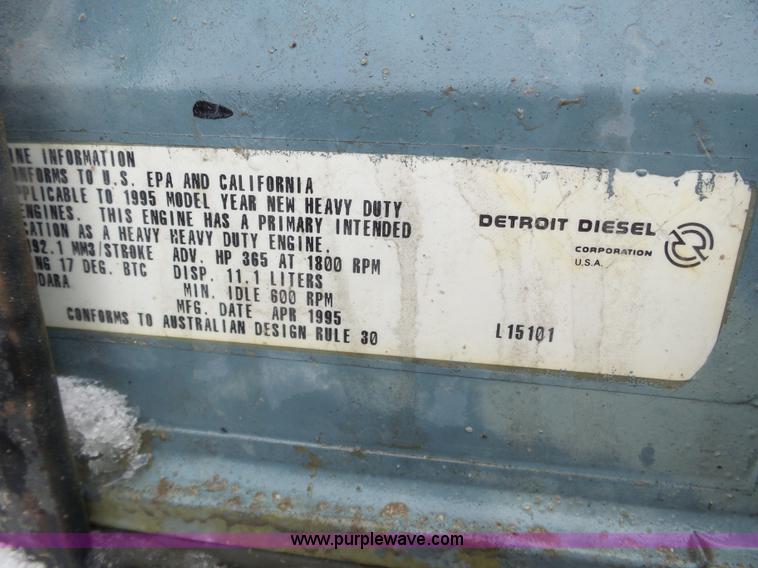 INE INFORMATION
ONFORMS TO U.S. EPA AND CALIFORNIA
PPLICABLE TO 1995 MODEL YEAR NEW HEAVY DUTY
ENGINES. THIS ENGINE HAS A PRIMARY INTENDED
CATION AS A HEAVY HEAVY DUTY ENGINE.
192.1 MM3/STROKE ADV. HP 365 AT 1800 RPM
NG 17 DEG. BTC DISP. 11.1 LITERS
DDARA MIN. IDLE 600 RPM
MFG. DATE APR 1995
CONFORMS TO AUSTRALIAN DESIGN RULE 30
DETROIT DIESEL
CORPORATION
U.S.A.
L15101
www.purplewave.com